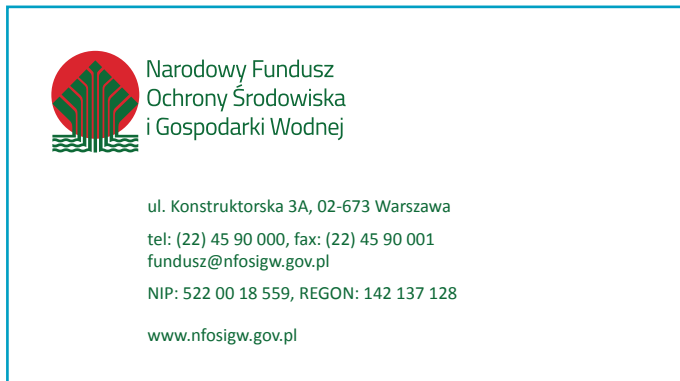 Narodowy Fundusz
Ochrony Środowiska
i Gospodarki Wodnej
ul. Konstruktorska 3A, 02-673 Warszawa
tel: (22) 45 90 000, fax: (22) 45 90 001
fundusz@nfosigw.gov.pl
NIP: 522 00 18 559, REGON: 142 137 128
www.nfosigw.gov.pl